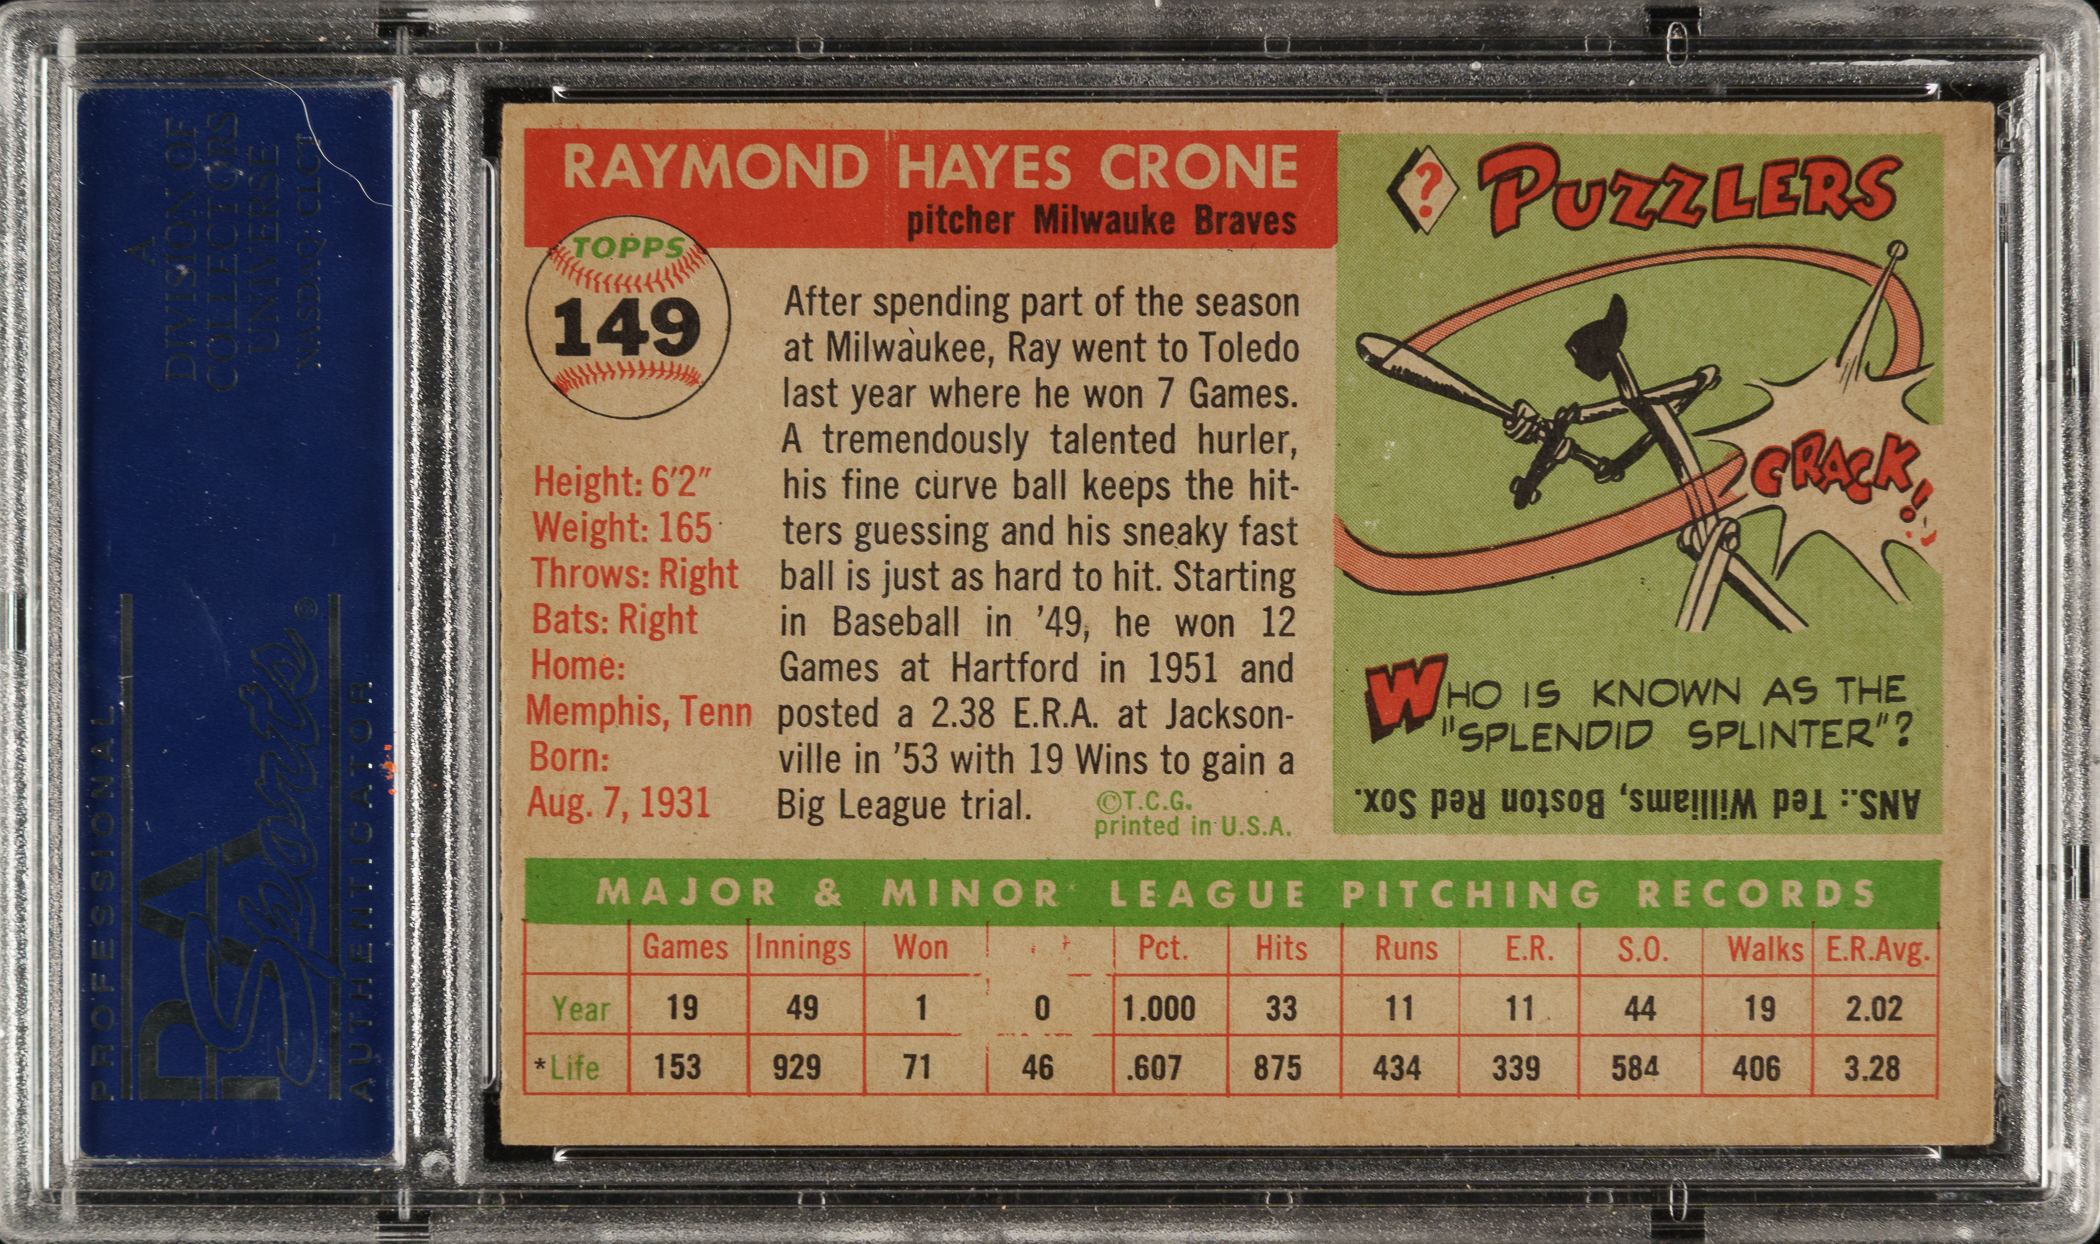 A
DIVISION OF
COLLECTORS
UNIVERSE
NASDAQ: CLCT
PROFESSIONAL
PSA
Sports®
AUTHENTICATOR
RAYMOND HAYES CRONE
pitcher Milwauke Braves
TOPPS
149
Height: 6'2"
Weight: 165
Throws: Right
Bats: Right
Home:
Memphis, Tenn
Born:
Aug. 7, 1931
After spending part of the season
at Milwaukee, Ray went to Toledo
last year where he won 7 Games.
A tremendously talented hurler,
his fine curve ball keeps the hit-
ters guessing and his sneaky fast
ball is just as hard to hit. Starting
in Baseball in '49, he won 12
Games at Hartford in 1951 and
posted a 2.38 E.R.A. at Jackson-
ville in '53 with 19 Wins to gain a
Big League trial.
©T.C.G.
printed in U.S.A.
? PUZZLERS
CRACK!
WHO IS KNOWN AS THE
"SPLENDID SPLINTER"?
ANS.: Ted Williams, Boston Red Sox.
MAJOR & MINOR LEAGUE PITCHING RECORDS
Games Innings Won Pct. Hits Runs E.R. S.O. Walks E.R.Avg.
Year 19 49 1 0 1.000 33 11 11 44 19 2.02
*Life 153 929 71 46 .607 875 434 339 584 406 3.28